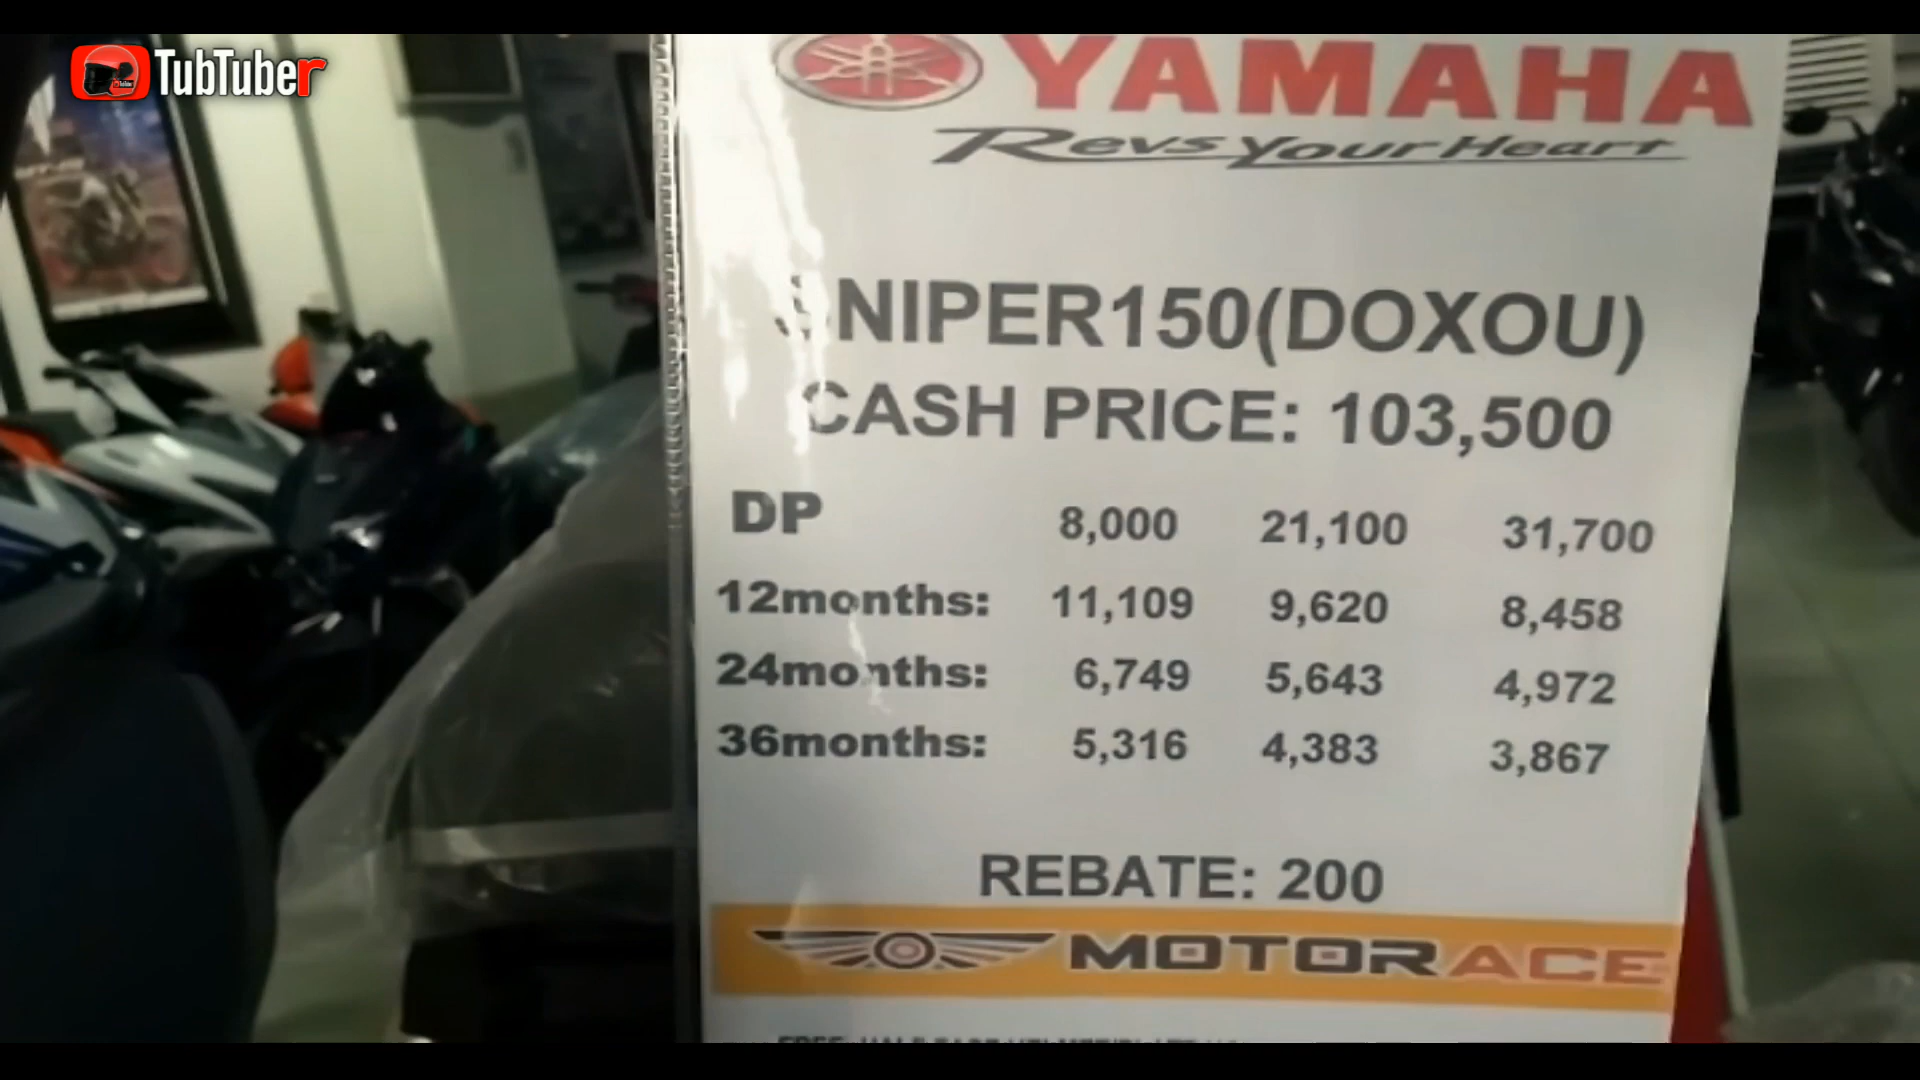 TubTuber
YAMAHA
Revs Your Heart
SNIPER150(DOXOU)
CASH PRICE: 103,500
DP 8,000 21,100 31,700
12months: 11,109 9,620 8,458
24months: 6,749 5,643 4,972
36months: 5,316 4,383 3,867
REBATE: 200
MOTORACE